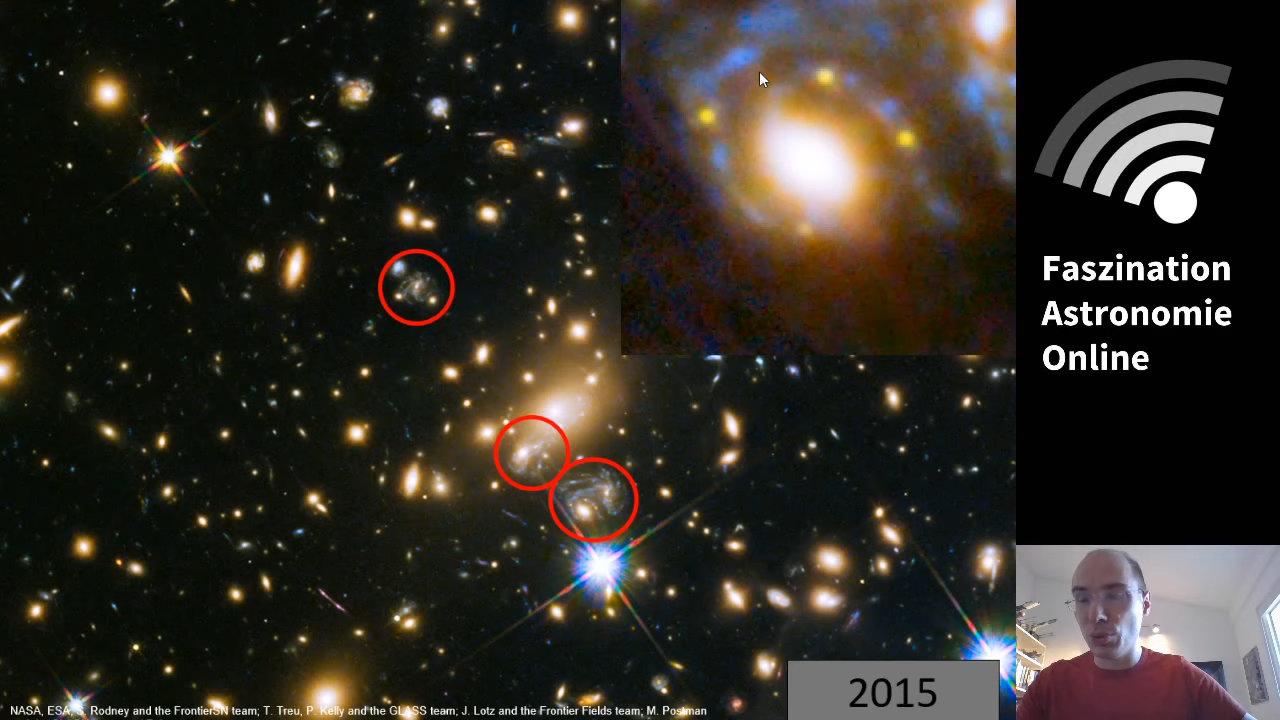 Faszination
Astronomie
Online
2015
NASA, ESA, S. Rodney and the FrontierSN team; T. Treu, P. Kelly and the GLASS team; J. Lotz and the Frontier Fields team; M. Postman